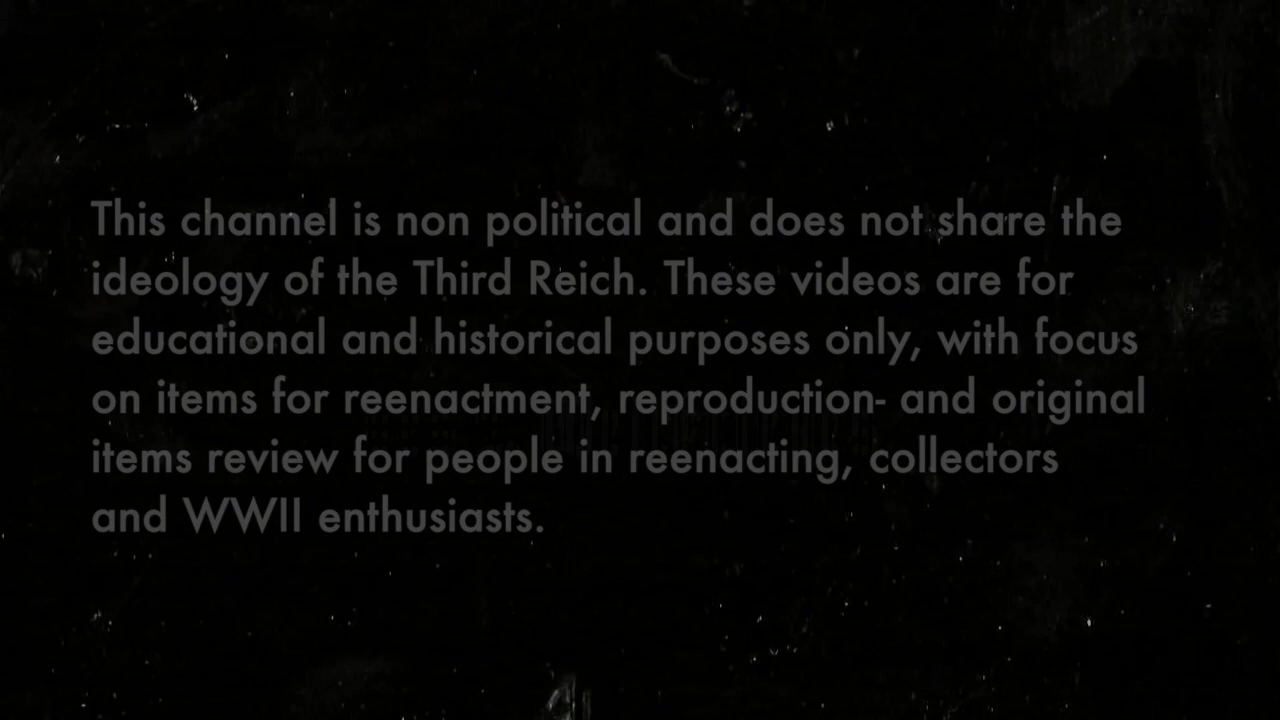 This channel is non political and does not share the
ideology of the Third Reich. These videos are for
educational and historical purposes only, with focus
on items for reenactment, reproduction- and original
items review for people in reenacting, collectors
and WWII enthusiasts.